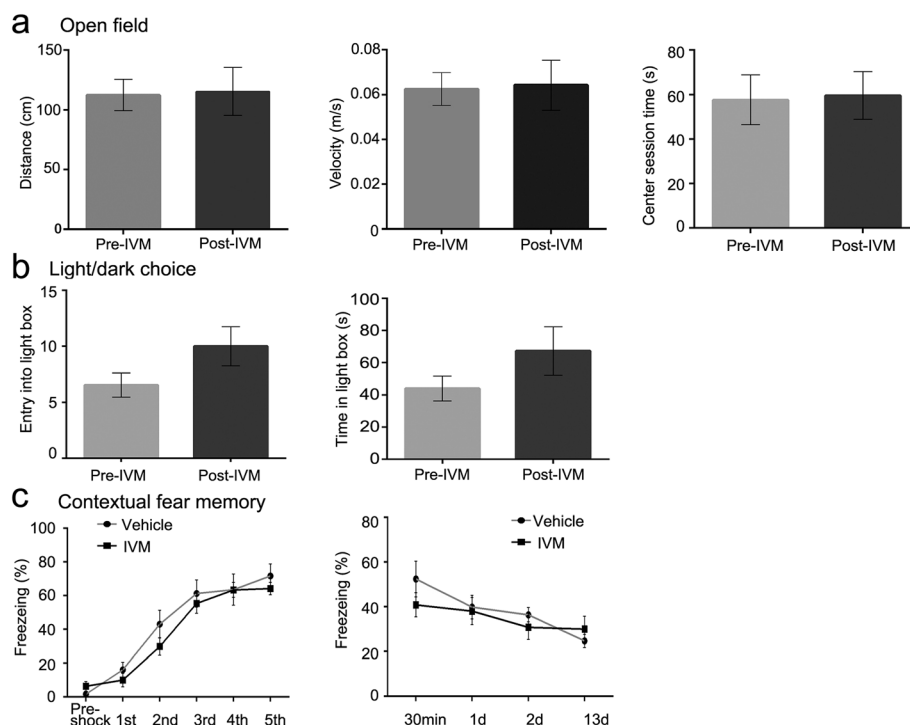 a Open field
Distance (cm)
150
100
50
0
Pre-IVM Post-IVM
Velocity (m/s)
0.08
0.06
0.04
0.02
0.00
Pre-IVM Post-IVM
Center session time (s)
80
60
40
20
0
Pre-IVM Post-IVM
b Light/dark choice
Entry into light box
15
10
5
0
Pre-IVM Post-IVM
Time in light box (s)
100
80
60
40
20
0
Pre-IVM Post-IVM
c Contextual fear memory
Vehicle
IVM
Freezeing (%)
100
80
60
40
20
0
Pre-
shock 1st 2nd 3rd 4th 5th
Vehicle
IVM
Freezeing (%)
80
60
40
20
0
30min 1d 2d 13d